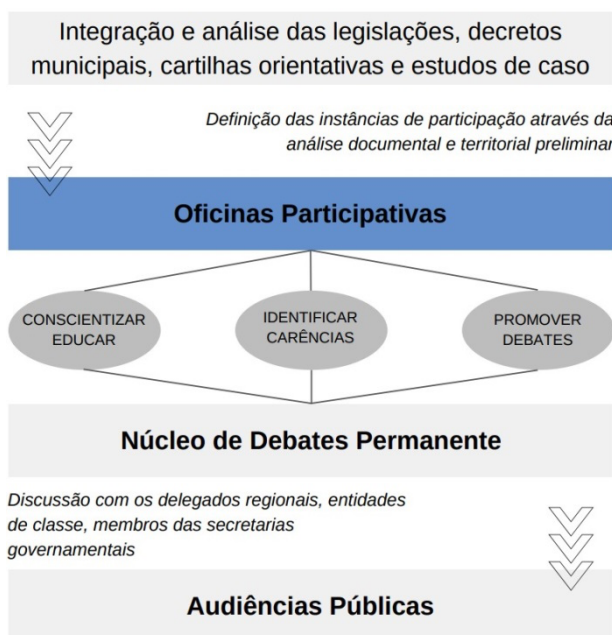 Integração e análise das legislações, decretos
municipais, cartilhas orientativas e estudos de caso
Definição das instâncias de participação através da
análise documental e territorial preliminar
Oficinas Participativas
CONSCIENTIZAR
EDUCAR
IDENTIFICAR
CARÊNCIAS
PROMOVER
DEBATES
Núcleo de Debates Permanente
Discussão com os delegados regionais, entidades
de classe, membros das secretarias
governamentais
Audiências Públicas